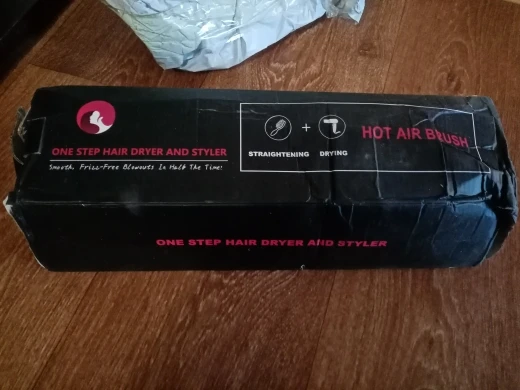 ONE STEP HAIR DRYER AND STYLER
Smooth, Frizz-Free Blowouts In Half The Time!
+
STRAIGHTENING DRYING
HOT AIR BRUSH
ONE STEP HAIR DRYER AND STYLER